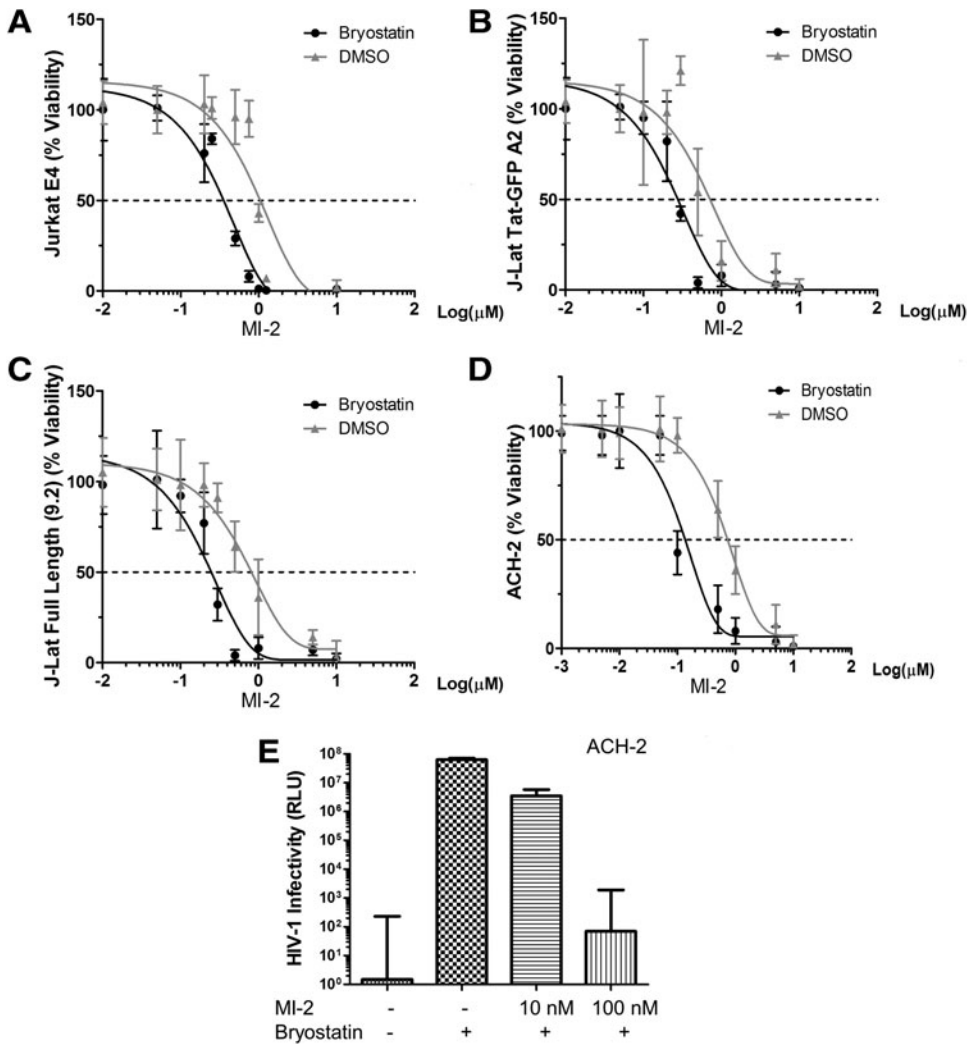 A
150
100
50
0
Jurkat E4 (% Viability)
Bryostatin
DMSO
-2 -1 0 1 2
Log(μM)
MI-2
B
150
100
50
0
J-Lat Tat-GFP A2 (% Viability)
Bryostatin
DMSO
-2 -1 0 1 2
Log(μM)
MI-2
C
150
100
50
0
J-Lat Full Length (9.2) (% Viability)
Bryostatin
DMSO
-2 -1 0 1 2
Log(μM)
MI-2
D
100
50
0
ACH-2 (% Viability)
Bryostatin
DMSO
-3 -2 -1 0 1 2
Log(μM)
MI-2
E
ACH-2
HIV-1 Infectivity (RLU)
10⁸
10⁷
10⁶
10⁵
10⁴
10³
10²
10¹
10⁰
MI-2 - - 10 nM 100 nM
Bryostatin - + + +